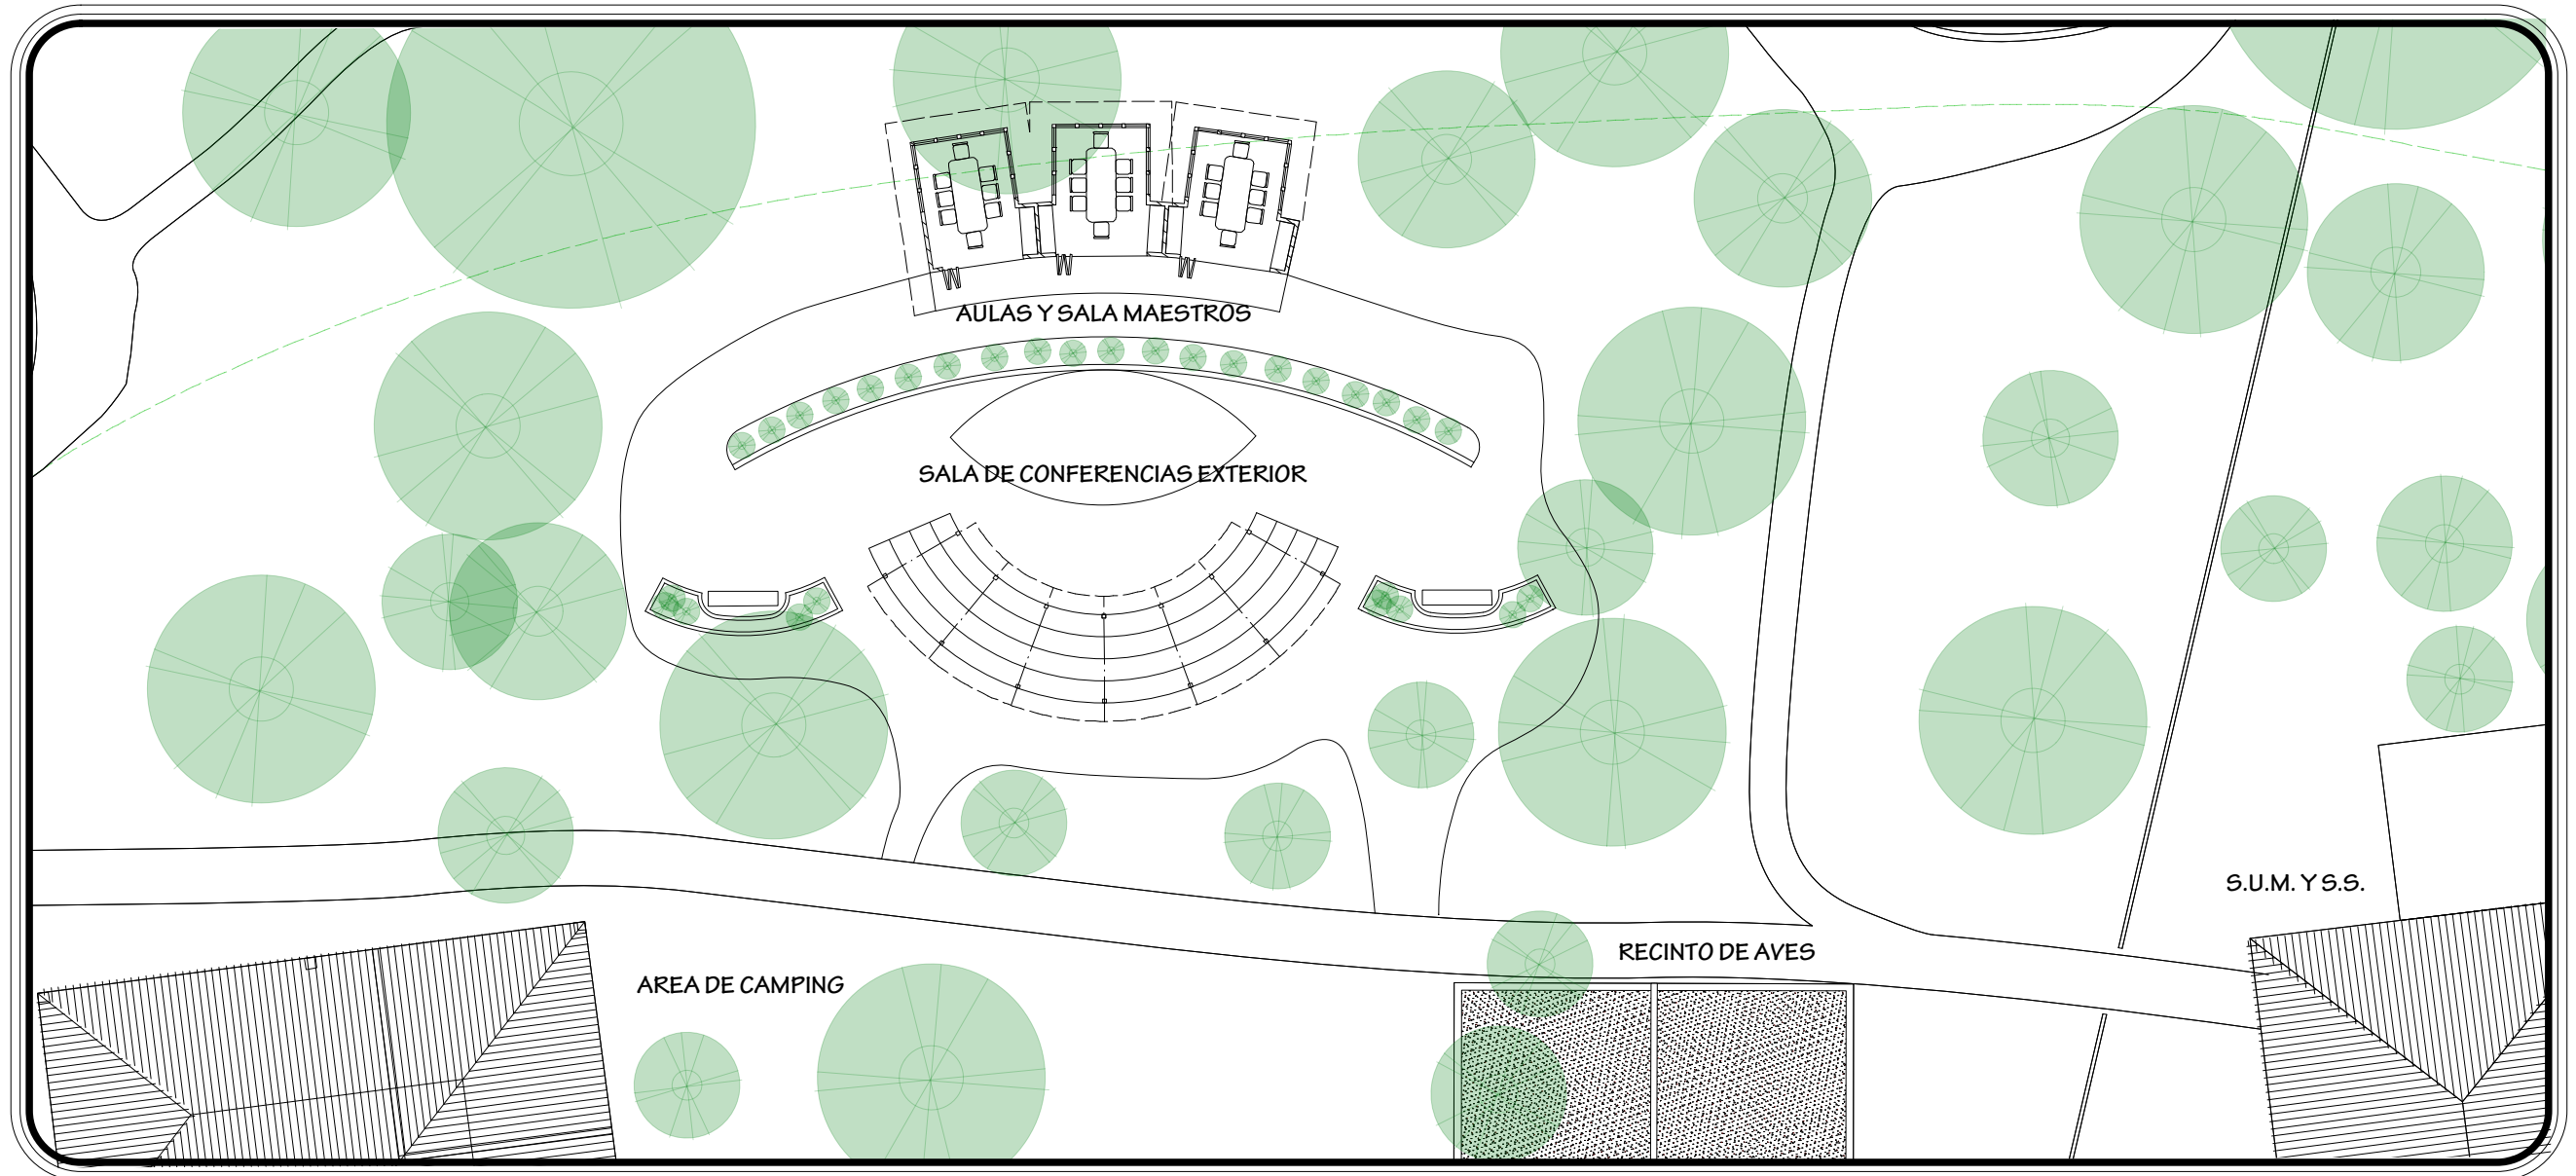 AULAS Y SALA MAESTROS
SALA DE CONFERENCIAS EXTERIOR
S.U.M. Y S.S.
RECINTO DE AVES
AREA DE CAMPING